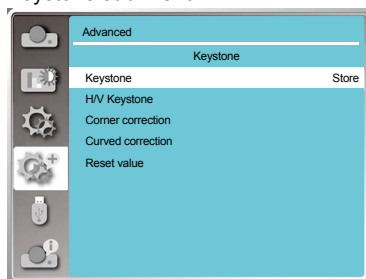 Advanced
Keystone
Keystone Store
H/V Keystone
Corner correction
Curved correction
Reset value